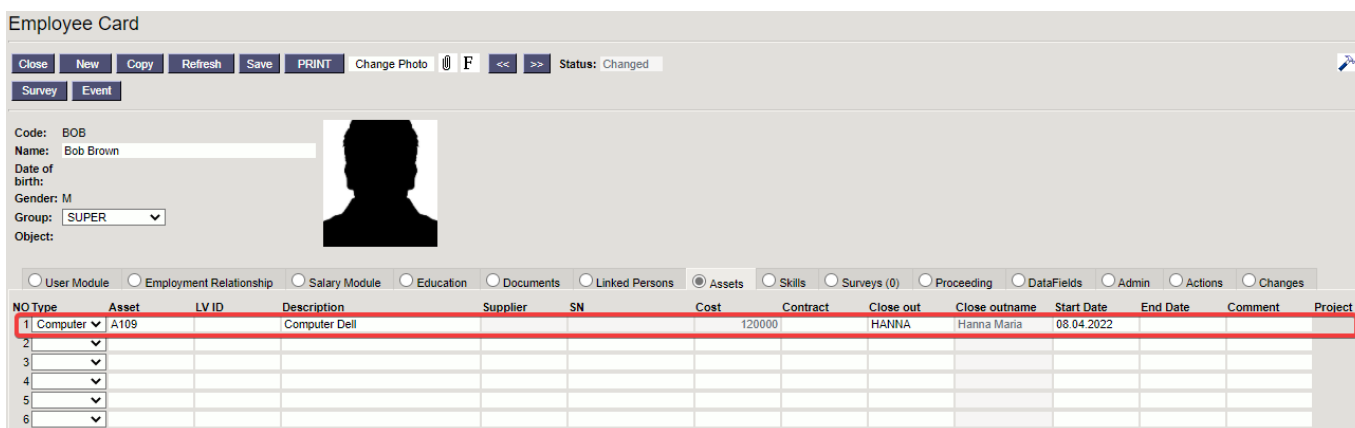 Employee Card
Close New Copy Refresh Save PRINT Change Photo F << >> Status: Changed
Survey Event
Code: BOB
Name: Bob Brown
Date of
birth:
Gender: M
Group: SUPER
Object:
User Module Employment Relationship Salary Module Education Documents Linked Persons Assets Skills Surveys (0) Proceeding DataFields Admin Actions Changes
NO Type Asset LV ID Description Supplier SN Cost Contract Close out Close outname Start Date End Date Comment Project
1 Computer A109 Computer Dell 120000 HANNA Hanna Maria 08.04.2022
2
3
4
5
6